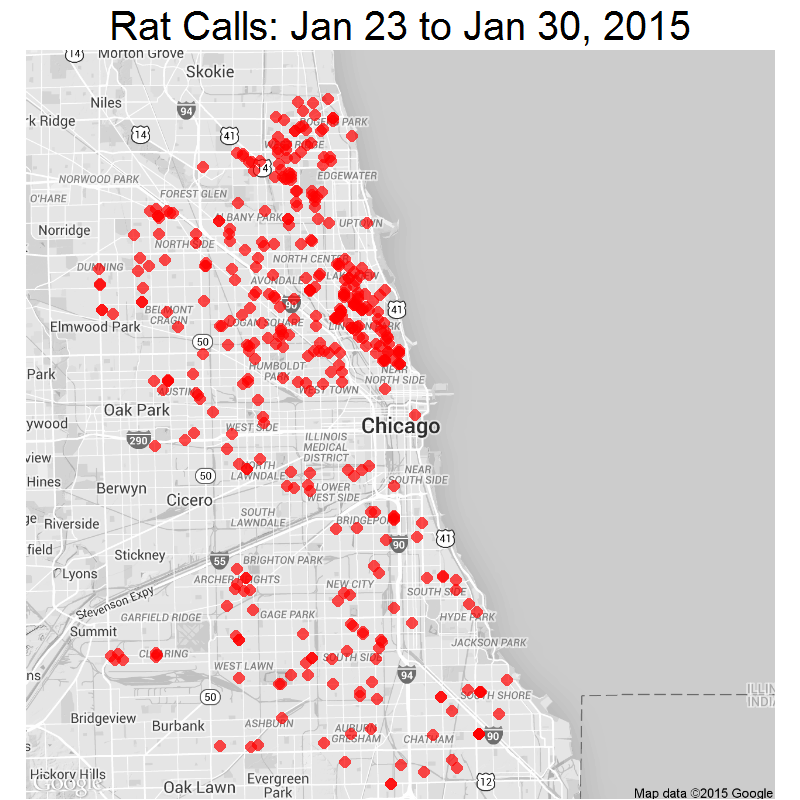 Rat Calls: Jan 23 to Jan 30, 2015
14
Morton Grove
Skokie
Niles
94
rk Ridge
14
41
ROGERS PARK
WEST RIDGE
14
EDGEWATER
NORWOOD PARK
FOREST GLEN
O'HARE
ALBANY PARK
UPTOWN
Norridge
NORTH SIDE
NORTH CENTER
DUNNING
LAKEVIEW
AVONDALE
90
41
BELMONT
CRAGIN
LOGAN SQUARE
LINCOLN PARK
Elmwood Park
50
HUMBOLDT
PARK
NEAR
NORTH SIDE
Park
AUSTIN
WEST TOWN
Oak Park
ywood
WEST SIDE
Chicago
290
ILLINOIS
MEDICAL
DISTRICT
view
NORTH
LAWNDALE
50
NEAR
SOUTH SIDE
Hines
Berwyn
LOWER
WEST SIDE
Cicero
SOUTH
LAWNDALE
BRIDGEPORT
ge
Riverside
41
90
field
Stickney
55
BRIGHTON PARK
Lyons
ARCHER HEIGHTS
NEW CITY
SOUTH SIDE
Stevenson Expy
GARFIELD RIDGE
GAGE PARK
HYDE PARK
Summit
JACKSON PARK
CLEARING
WEST LAWN
SOUTH SIDE
94
ns
50
SOUTH SHORE
ILLIN
INDIA
Bridgeview
Burbank
ASHBURN
AUBURN
GRESHAM
CHATHAM
90
Hickory Hills
Google
Evergreen
Park
12
Oak Lawn
Map data ©2015 Google